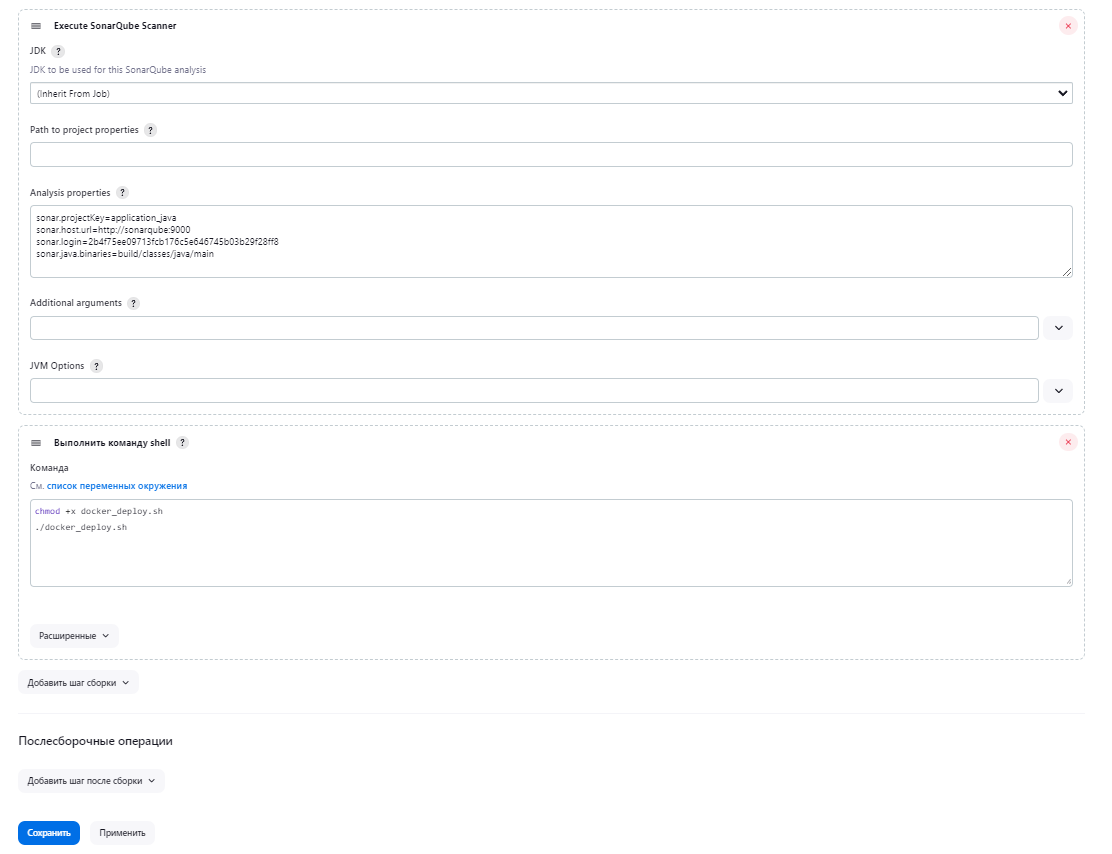 Execute SonarQube Scanner
JDK ?
JDK to be used for this SonarQube analysis
(Inherit From Job)
Path to project properties ?
Analysis properties ?
sonar.projectKey=application_java
sonar.host.url=http://sonarqube:9000
sonar.login=2b4f75ee09713fcb176c5e646745b03b29f28ff8
sonar.java.binaries=build/classes/java/main
Additional arguments ?
JVM Options ?
Выполнить команду shell ?
Команда
См. список переменных окружения
chmod +x docker_deploy.sh
./docker_deploy.sh
Расширенные
Добавить шаг сборки
Послесборочные операции
Добавить шаг после сборки
Сохранить Применить